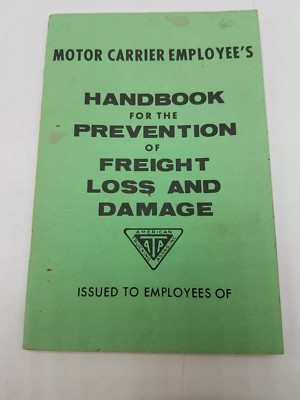 MOTOR CARRIER EMPLOYEE'S
HANDBOOK
FOR THE
PREVENTION
OF
FREIGHT
LOSS AND
DAMAGE
AMERICAN
ATA
ISSUED TO EMPLOYEES OF